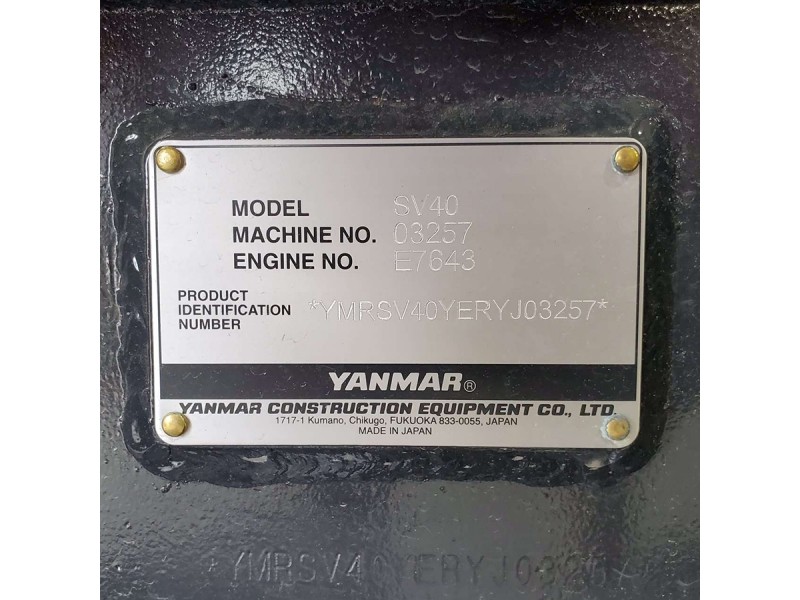 MODEL SV40
MACHINE NO. 03257
ENGINE NO. E7643
PRODUCT
IDENTIFICATION
NUMBER
*YMRSV40YERYJ03257*
YANMAR®
YANMAR CONSTRUCTION EQUIPMENT CO., LTD.
1717-1 Kumano, Chikugo, FUKUOKA 833-0055, JAPAN
MADE IN JAPAN